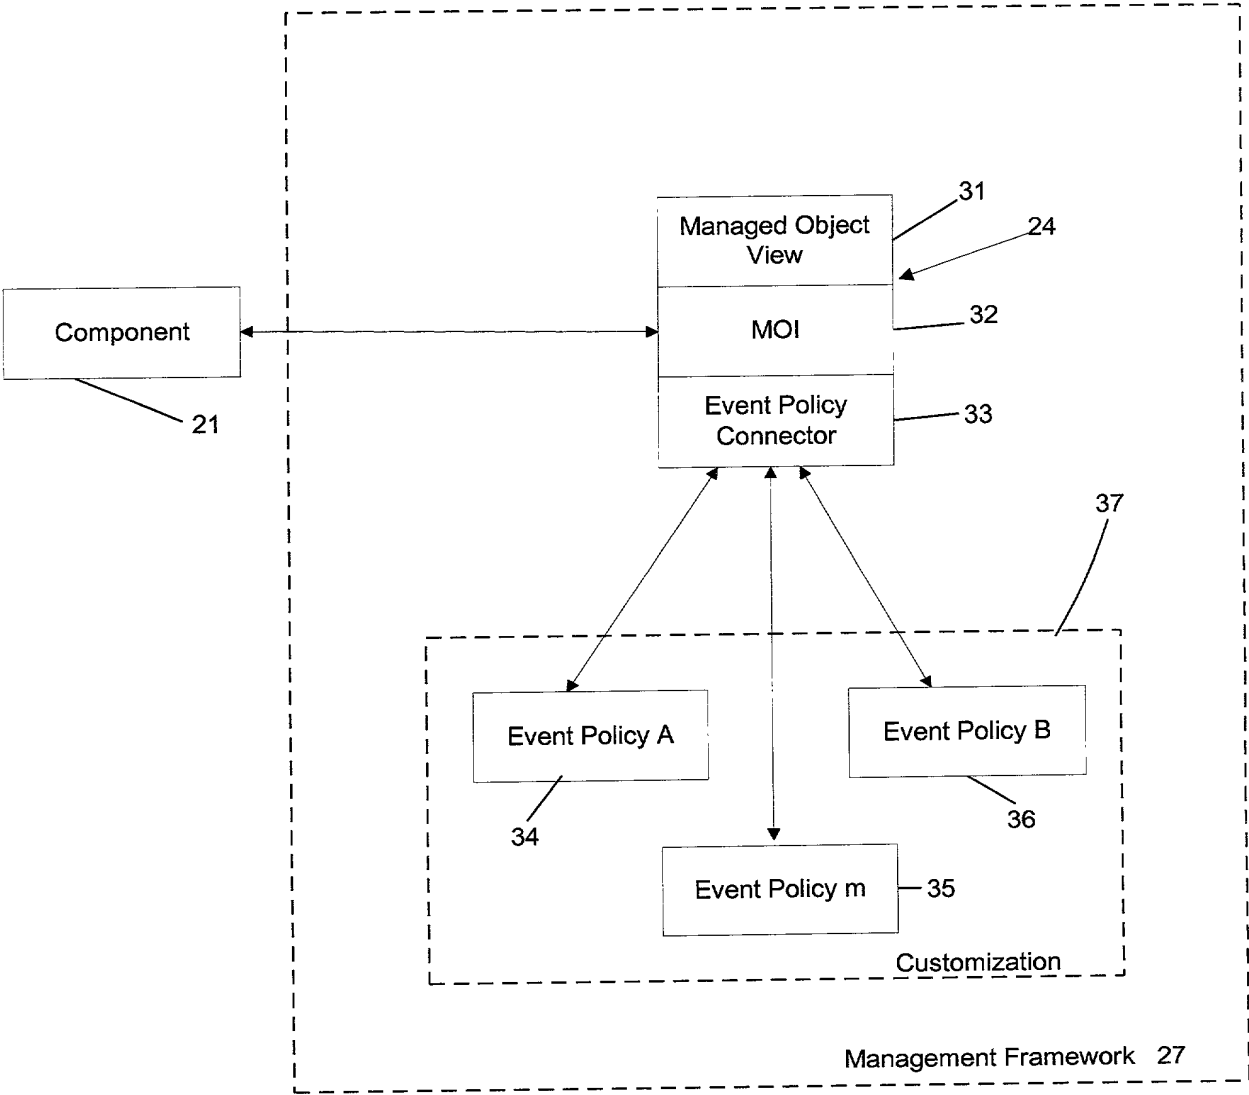 31
Managed Object
View
24
Component
MOI
32
21
Event Policy
Connector
33
37
Event Policy A
Event Policy B
34
36
Event Policy m
35
Customization
Management Framework 27